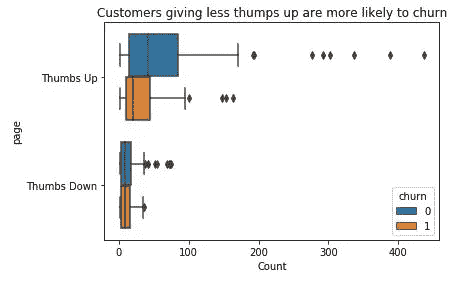 Customers giving less thumps up are more likely to churn
Thumbs Up
page
Thumbs Down
churn
0
1
0 100 200 300 400
Count